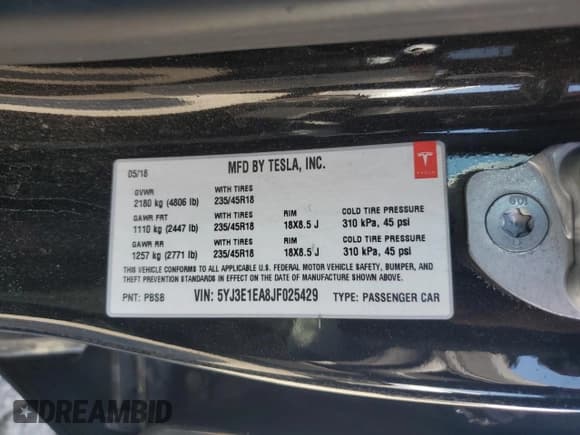 05/18 MFD BY TESLA, INC.
GVWR WITH TIRES
2180 kg (4806 lb) 235/45R18
GAWR FRT WITH TIRES RIM COLD TIRE PRESSURE
1110 kg (2447 lb) 235/45R18 18X8.5 J 310 kPa, 45 psi
GAWR RR WITH TIRES RIM COLD TIRE PRESSURE
1257 kg (2771 lb) 235/45R18 18X8.5 J 310 kPa, 45 psi
THIS VEHICLE CONFORMS TO ALL APPLICABLE U.S. FEDERAL MOTOR VEHICLE SAFETY, BUMPER, AND
THEFT PREVENTION STANDARDS IN EFFECT ON THE DATE OF MANUFACTURE SHOWN ABOVE.
PNT: PBSB VIN: 5YJ3E1EA8JF025429 TYPE: PASSENGER CAR
DREAMBID